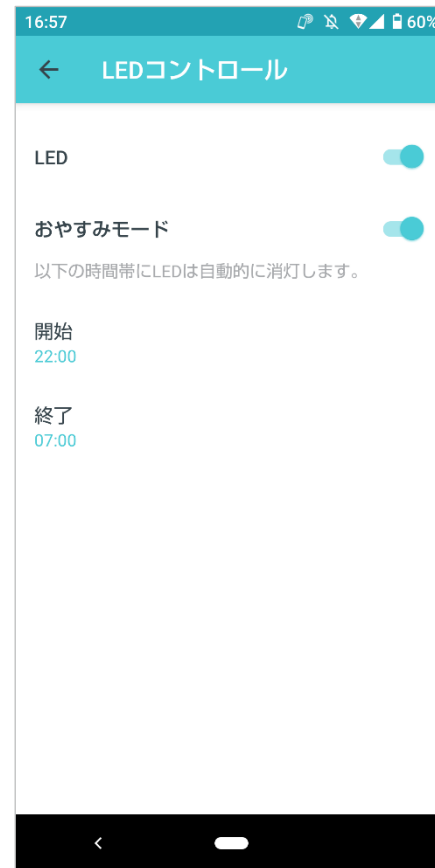 16:57 60%
LEDコントロール
LED
おやすみモード
以下の時間帯にLEDは自動的に消灯します。
開始
22:00
終了
07:00